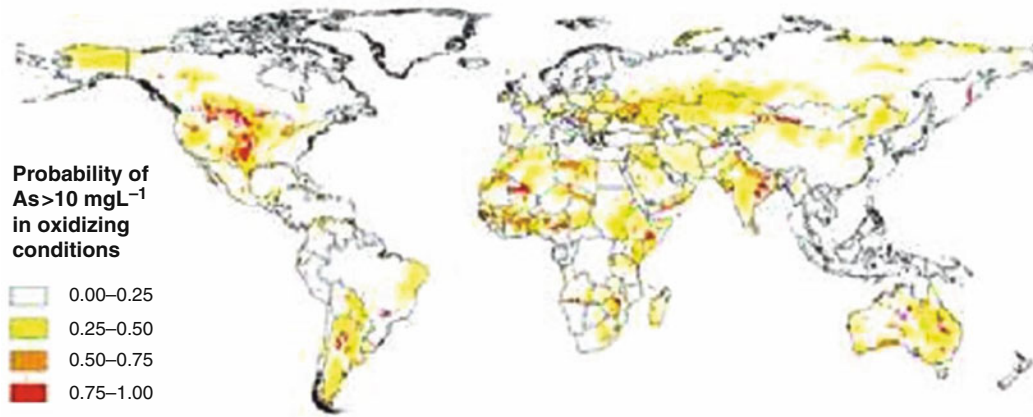 Probability of
As>10 mgL⁻¹
in oxidizing
conditions
0.00–0.25
0.25–0.50
0.50–0.75
0.75–1.00